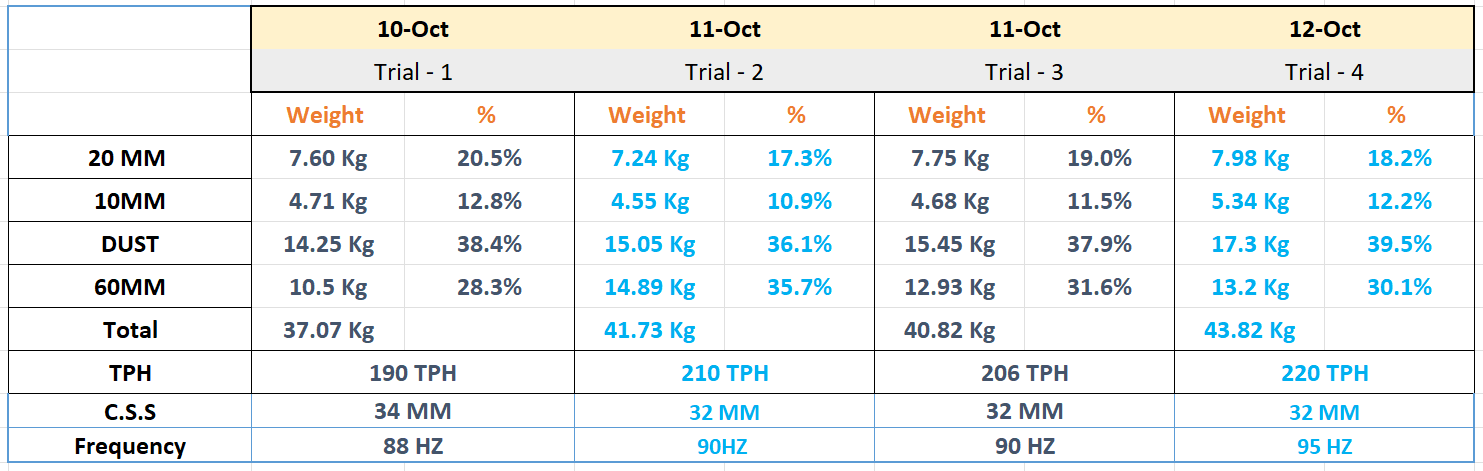 10-Oct 11-Oct 11-Oct 12-Oct
Trial - 1 Trial - 2 Trial - 3 Trial - 4
Weight % Weight % Weight % Weight %
20 MM 7.60 Kg 20.5% 7.24 Kg 17.3% 7.75 Kg 19.0% 7.98 Kg 18.2%
10MM 4.71 Kg 12.8% 4.55 Kg 10.9% 4.68 Kg 11.5% 5.34 Kg 12.2%
DUST 14.25 Kg 38.4% 15.05 Kg 36.1% 15.45 Kg 37.9% 17.3 Kg 39.5%
60MM 10.5 Kg 28.3% 14.89 Kg 35.7% 12.93 Kg 31.6% 13.2 Kg 30.1%
Total 37.07 Kg 41.73 Kg 40.82 Kg 43.82 Kg
TPH 190 TPH 210 TPH 206 TPH 220 TPH
C.S.S 34 MM 32 MM 32 MM 32 MM
Frequency 88 HZ 90HZ 90 HZ 95 HZ